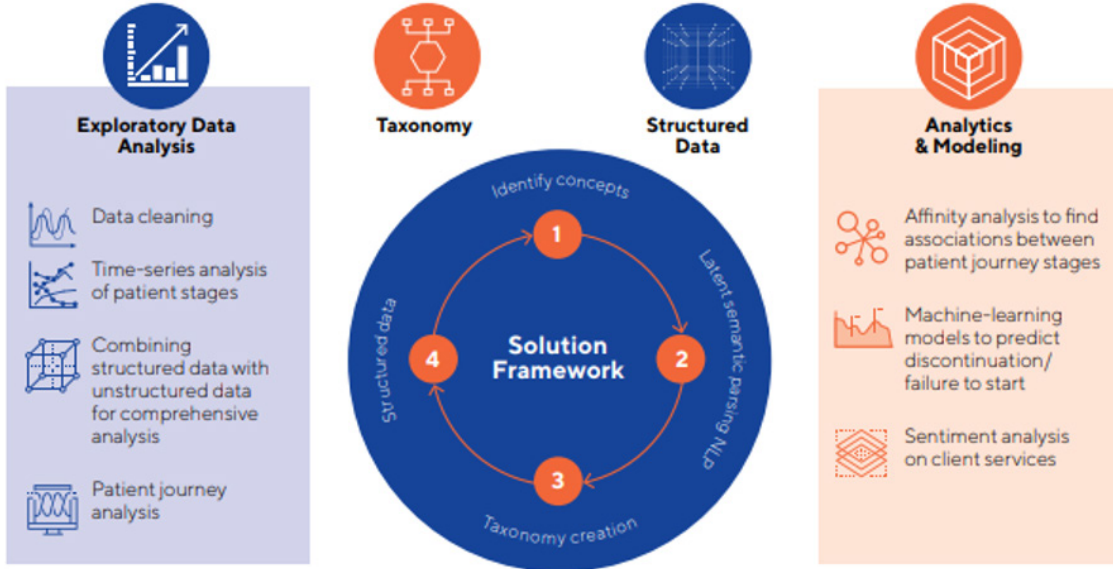 Exploratory Data
Analysis
Data cleaning
Time-series analysis
of patient stages
Combining
structured data with
unstructured data
for comprehensive
analysis
Patient journey
analysis
Taxonomy
Structured
Data
Identify concepts
1
Latent semantic parsing NLP
2
Solution
Framework
3
Taxonomy creation
4
Structured data
Analytics
& Modeling
Affinity analysis to find
associations between
patient journey stages
Machine-learning
models to predict
discontinuation/
failure to start
Sentiment analysis
on client services